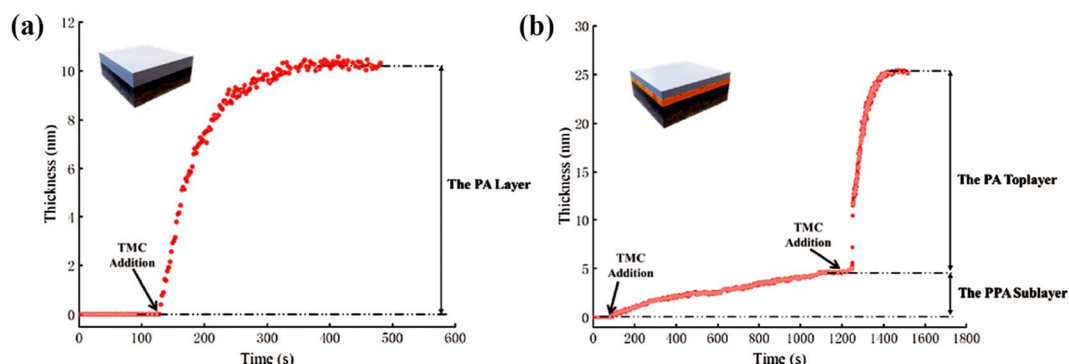 (a)
12
10
8
6
4
2
0
Thickness (nm)
TMC
Addition
The PA Layer
0 100 200 300 400 500 600
Time (s)
(b)
30
25
20
15
10
5
0
Thickness (nm)
TMC
Addition
TMC
Addition
The PA Toplayer
The PPA Sublayer
0 200 400 600 800 1000 1200 1400 1600 1800
Time (s)